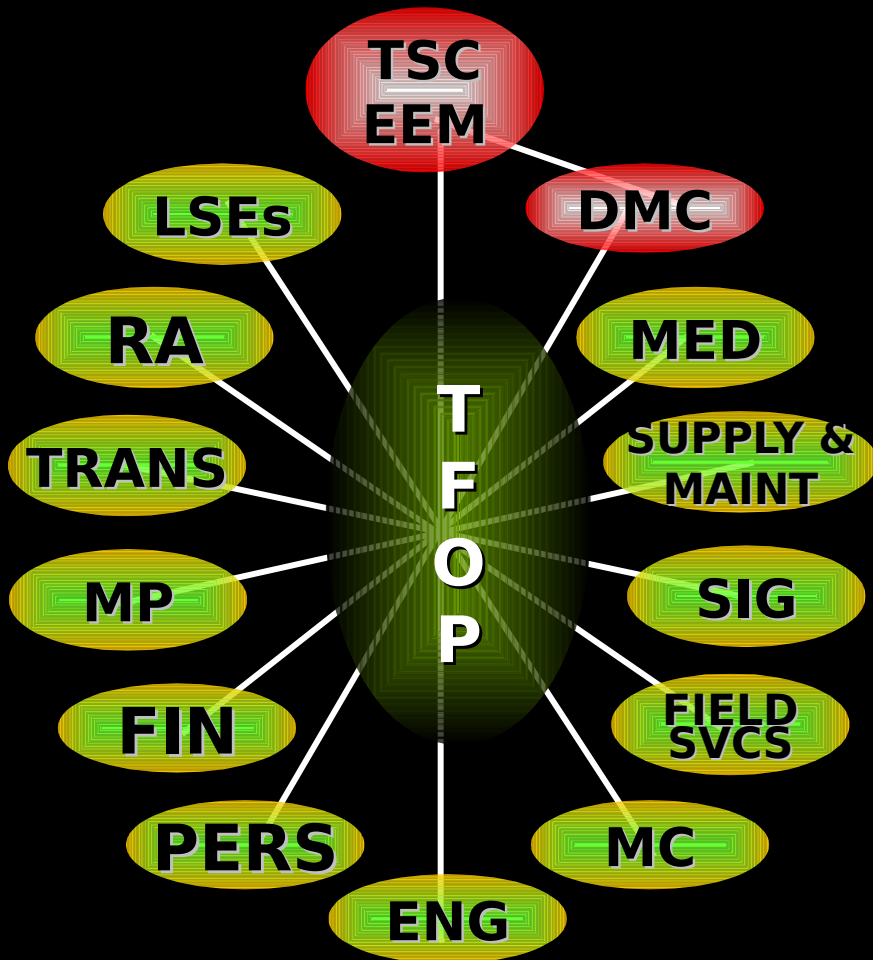 TSC
EEM
LSEs
DMC
RA
MED
T
F
O
P
TRANS
SUPPLY &
MAINT
MP
SIG
FIN
FIELD
SVCS
PERS
MC
ENG